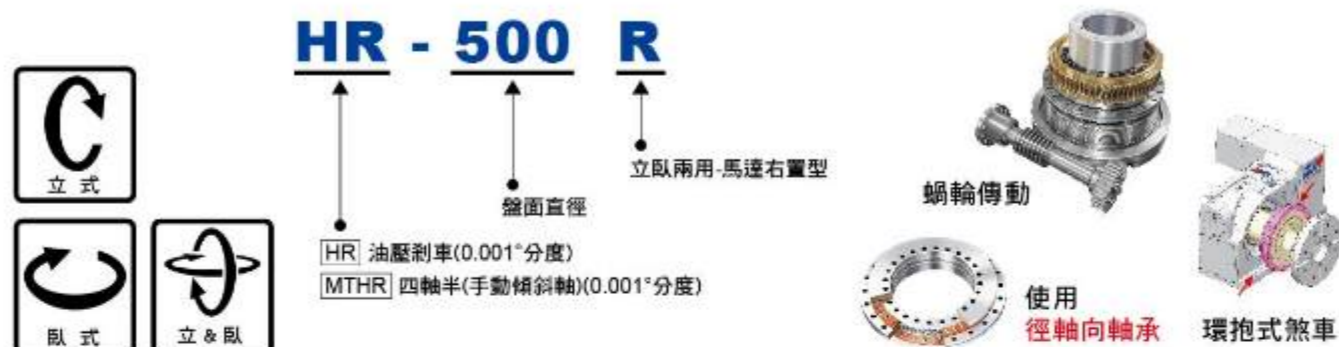 HR - 500 R
立式
臥式
立&臥
立臥兩用-馬達右置型
盤面直徑
HR 油壓剎車(0.001°分度)
MTHR 四軸半(手動傾斜軸)(0.001°分度)
蝸輪傳動
使用
徑軸向軸承
環抱式煞車